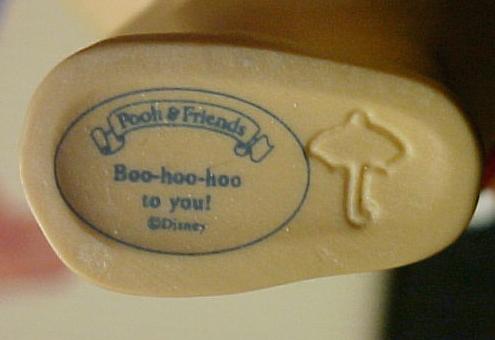 Pooh & Friends
Boo-hoo-hoo
to you!
©Disney